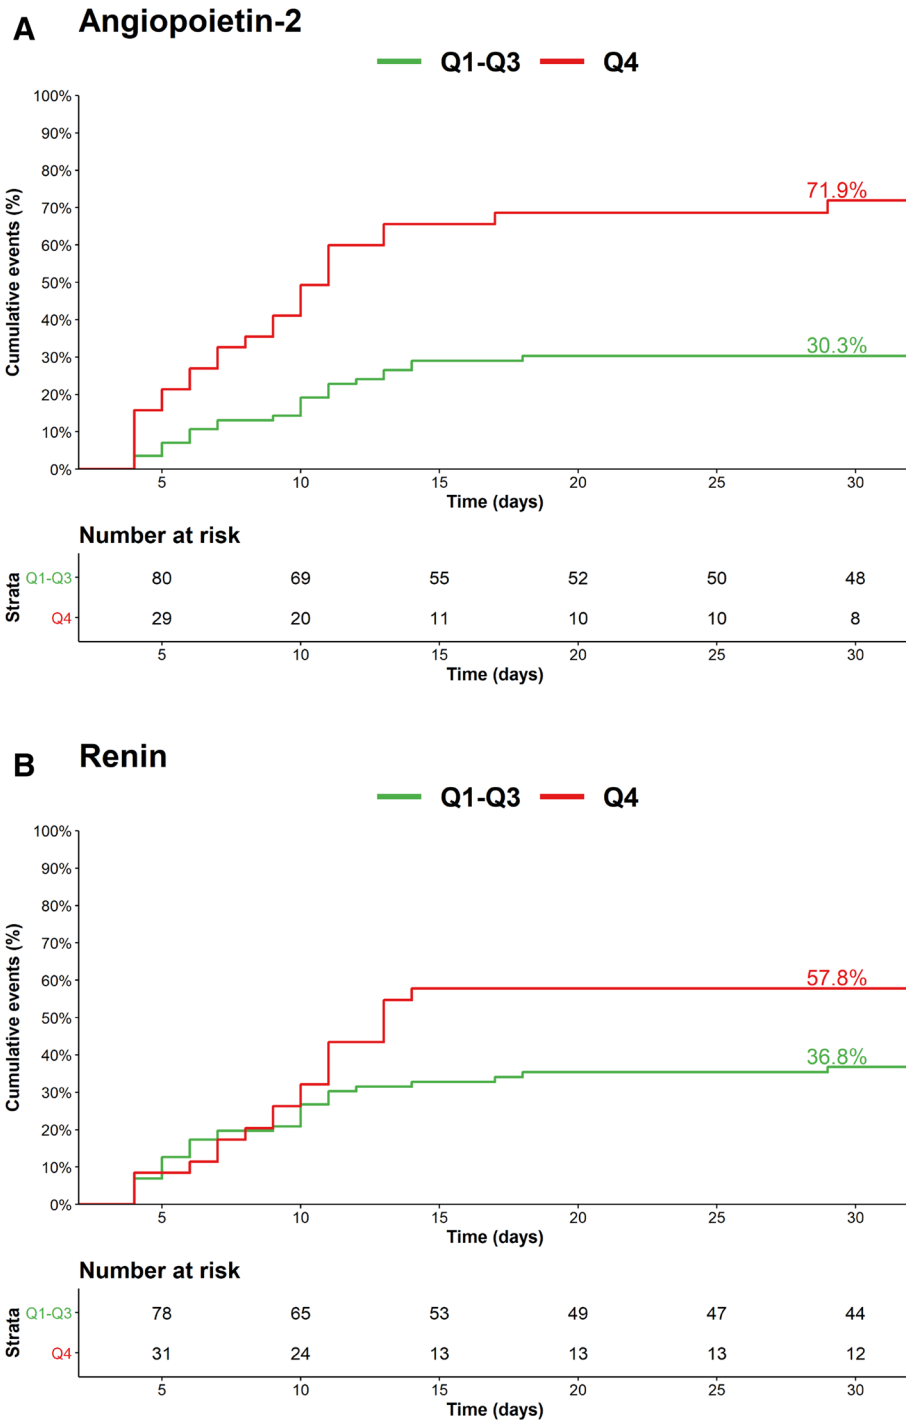 A Angiopoietin-2
Q1-Q3 Q4
100%
90%
80%
70%
60%
50%
40%
30%
20%
10%
0%
Cumulative events (%)
71.9%
30.3%
5 10 15 20 25 30
Time (days)
Number at risk
Strata
Q1-Q3 80 69 55 52 50 48
Q4 29 20 11 10 10 8
5 10 15 20 25 30
Time (days)
B Renin
Q1-Q3 Q4
100%
90%
80%
70%
60%
50%
40%
30%
20%
10%
0%
Cumulative events (%)
57.8%
36.8%
5 10 15 20 25 30
Time (days)
Number at risk
Strata
Q1-Q3 78 65 53 49 47 44
Q4 31 24 13 13 13 12
5 10 15 20 25 30
Time (days)